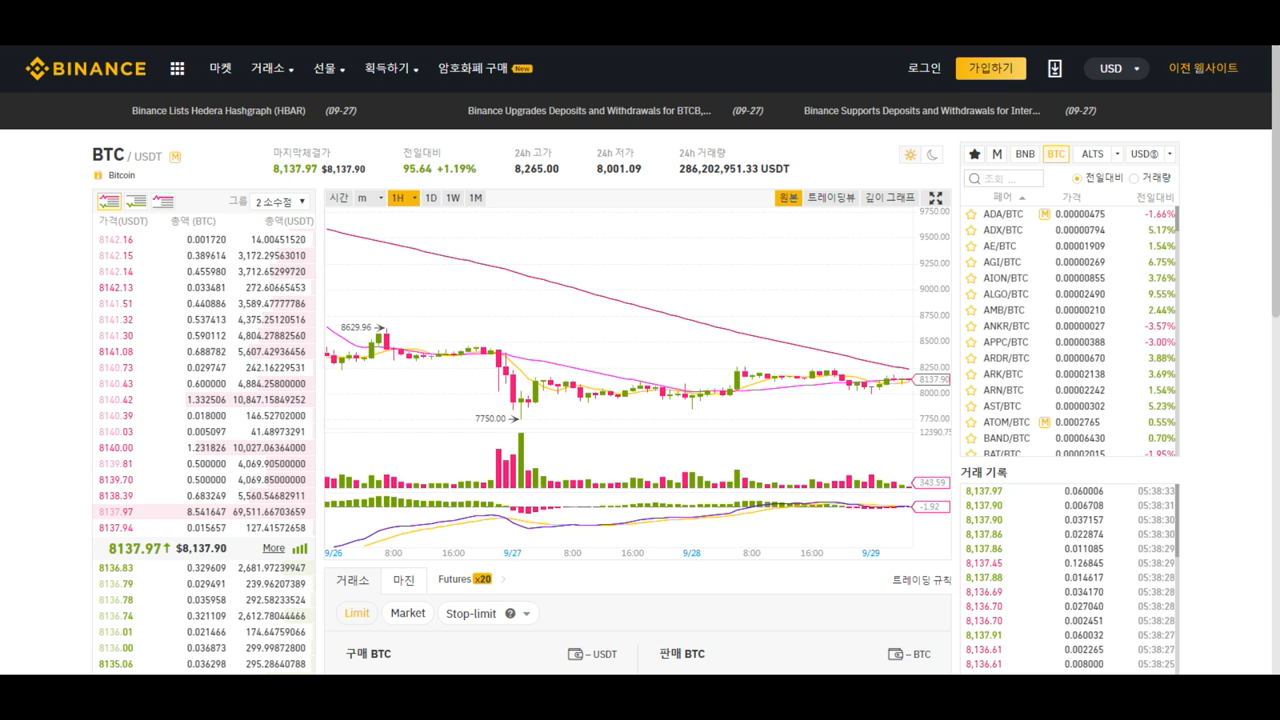 BINANCE 마켓 거래소 선물 획득하기 암호화폐 구매 New 로그인 가입하기 USD 이전 웹사이트
Binance Lists Hedera Hashgraph (HBAR) (09-27) Binance Upgrades Deposits and Withdrawals for BTCB,... (09-27) Binance Supports Deposits and Withdrawals for Inter... (09-27)
BTC / USDT M
Bitcoin
마지막체결가 전일대비 24h 고가 24h 저가 24h 거래량
8,137.97 $8,137.90 95.64 +1.19% 8,265.00 8,001.09 286,202,951.33 USDT
그룹 2 소수점
가격(USDT) 총액 (BTC) 총액(USDT)
8142.16 0.001720 14.00451520
8142.15 0.389614 3,172.29563010
8142.14 0.455980 3,712.65299720
8142.13 0.033481 272.60665453
8141.51 0.440886 3,589.47777786
8141.32 0.537413 4,375.25120516
8141.30 0.590112 4,804.27882560
8141.08 0.688782 5,607.42936456
8140.73 0.029747 242.16229531
8140.43 0.600000 4,884.25800000
8140.42 1.332506 10,847.15849252
8140.39 0.018000 146.52702000
8140.03 0.005097 41.48973291
8140.00 1.231826 10,027.06364000
8139.81 0.500000 4,069.90500000
8139.70 0.500000 4,069.85000000
8138.39 0.683249 5,560.54682911
8137.97 8.541647 69,511.66703659
8137.94 0.015657 127.41572658
8137.97↑ $8,137.90 More
8136.83 0.329609 2,681.97239947
8136.79 0.029491 239.96207389
8136.78 0.035958 292.58233524
8136.74 0.321109 2,612.78044466
8136.01 0.021466 174.64759066
8136.00 0.036873 299.99872800
8135.06 0.036298 295.28640788
시간 m 1H 1D 1W 1M 원본 트레이딩뷰 깊이 그래프
9750.00
9500.00
9250.00
9000.00
8750.00
8629.96
8500.00
8250.00
8137.90
8000.00
7750.00
7750.00
12390.75
343.59
-1.92
9/26 8:00 16:00 9/27 8:00 16:00 9/28 8:00 16:00 9/29
거래소 마진 Futures x20 트레이딩 규칙
Limit Market Stop-limit ?
구매 BTC – USDT 판매 BTC – BTC
M BNB BTC ALTS USDⓈ
조회 ... 전일대비 거래량
페어 가격 전일대비
ADA/BTC M 0.00000475 -1.66%
ADX/BTC 0.00000794 5.17%
AE/BTC 0.00001909 1.54%
AGI/BTC 0.00000269 6.75%
AION/BTC 0.00000855 3.76%
ALGO/BTC 0.00002490 9.55%
AMB/BTC 0.00000210 2.44%
ANKR/BTC 0.00000027 -3.57%
APPC/BTC 0.00000388 -3.00%
ARDR/BTC 0.00000670 3.88%
ARK/BTC 0.00002138 3.69%
ARN/BTC 0.00002242 1.54%
AST/BTC 0.00000302 5.23%
ATOM/BTC M 0.0002765 0.55%
BAND/BTC 0.00006430 0.70%
BAT/BTC 0.00002015 -1.95%
거래 기록
8,137.97 0.060006 05:38:33
8,137.90 0.006708 05:38:31
8,137.90 0.037157 05:38:30
8,137.86 0.022874 05:38:30
8,137.86 0.011085 05:38:29
8,137.45 0.126845 05:38:29
8,137.88 0.014617 05:38:28
8,136.69 0.034170 05:38:28
8,136.70 0.027040 05:38:28
8,136.70 0.002451 05:38:28
8,137.91 0.060032 05:38:27
8,136.61 0.002265 05:38:27
8,136.61 0.008000 05:38:25